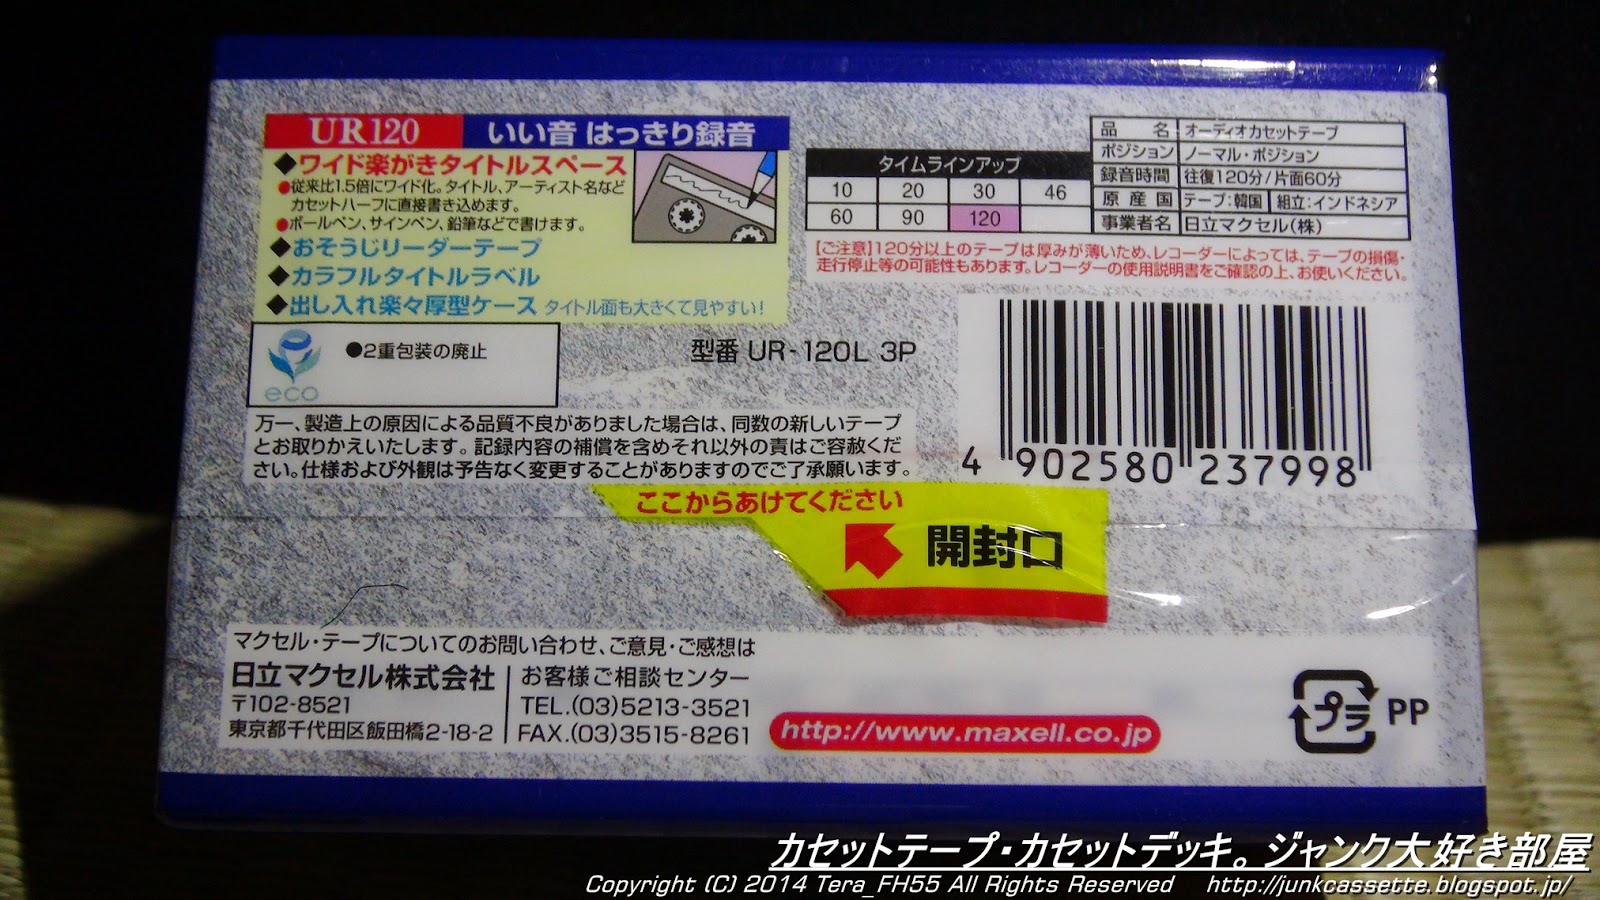 UR120 いい音 はっきり録音
◆ワイド楽がきタイトルスペース
●従来比1.5倍にワイド化。タイトル、アーティスト名など
カセットハーフに直接書き込めます。
●ボールペン、サインペン、鉛筆などで書けます。
◆おそうじリーダーテープ
◆カラフルタイトルラベル
◆出し入れ楽々厚型ケース タイトル面も大きくて見やすい!
タイムラインアップ
10 20 30 46
60 90 120
品名 オーディオカセットテープ
ポジション ノーマル・ポジション
録音時間 往復120分/片面60分
原産国 テープ:韓国 組立:インドネシア
事業者名 日立マクセル(株)
【ご注意】120分以上のテープは厚みが薄いため、レコーダーによっては、テープの損傷・
走行停止等の可能性もあります。レコーダーの使用説明書をご確認の上、お使いください。
eco
●2重包装の廃止
型番 UR-120L 3P
万一、製造上の原因による品質不良がありました場合は、同数の新しいテープ
とお取りかえいたします。記録内容の補償を含めそれ以外の責はご容赦くだ
さい。仕様および外観は予告なく変更することがありますのでご了承願います。
4 902580 237998
ここからあけてください
開封口
マクセル・テープについてのお問い合わせ、ご意見・ご感想は
日立マクセル株式会社
〒102-8521
東京都千代田区飯田橋2-18-2
お客様ご相談センター
TEL.(03)5213-3521
FAX.(03)3515-8261
http://www.maxell.co.jp
プラ PP
カセットテープ・カセットデッキ。ジャンク大好き部屋
Copyright (C) 2014 Tera_FH55 All Rights Reserved http://junkcassette.blogspot.jp/